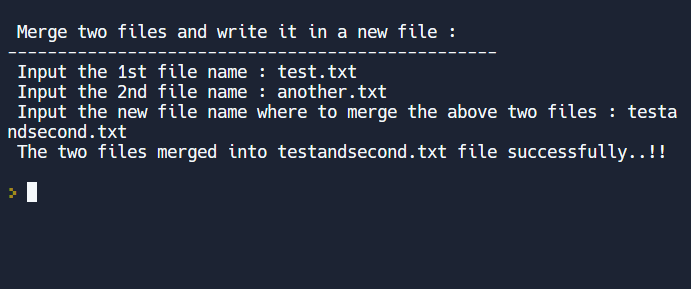 Merge two files and write it in a new file :
-------------------------------------------------
Input the 1st file name : test.txt
Input the 2nd file name : another.txt
Input the new file name where to merge the above two files : testa
ndsecond.txt
The two files merged into testandsecond.txt file successfully..!!
>